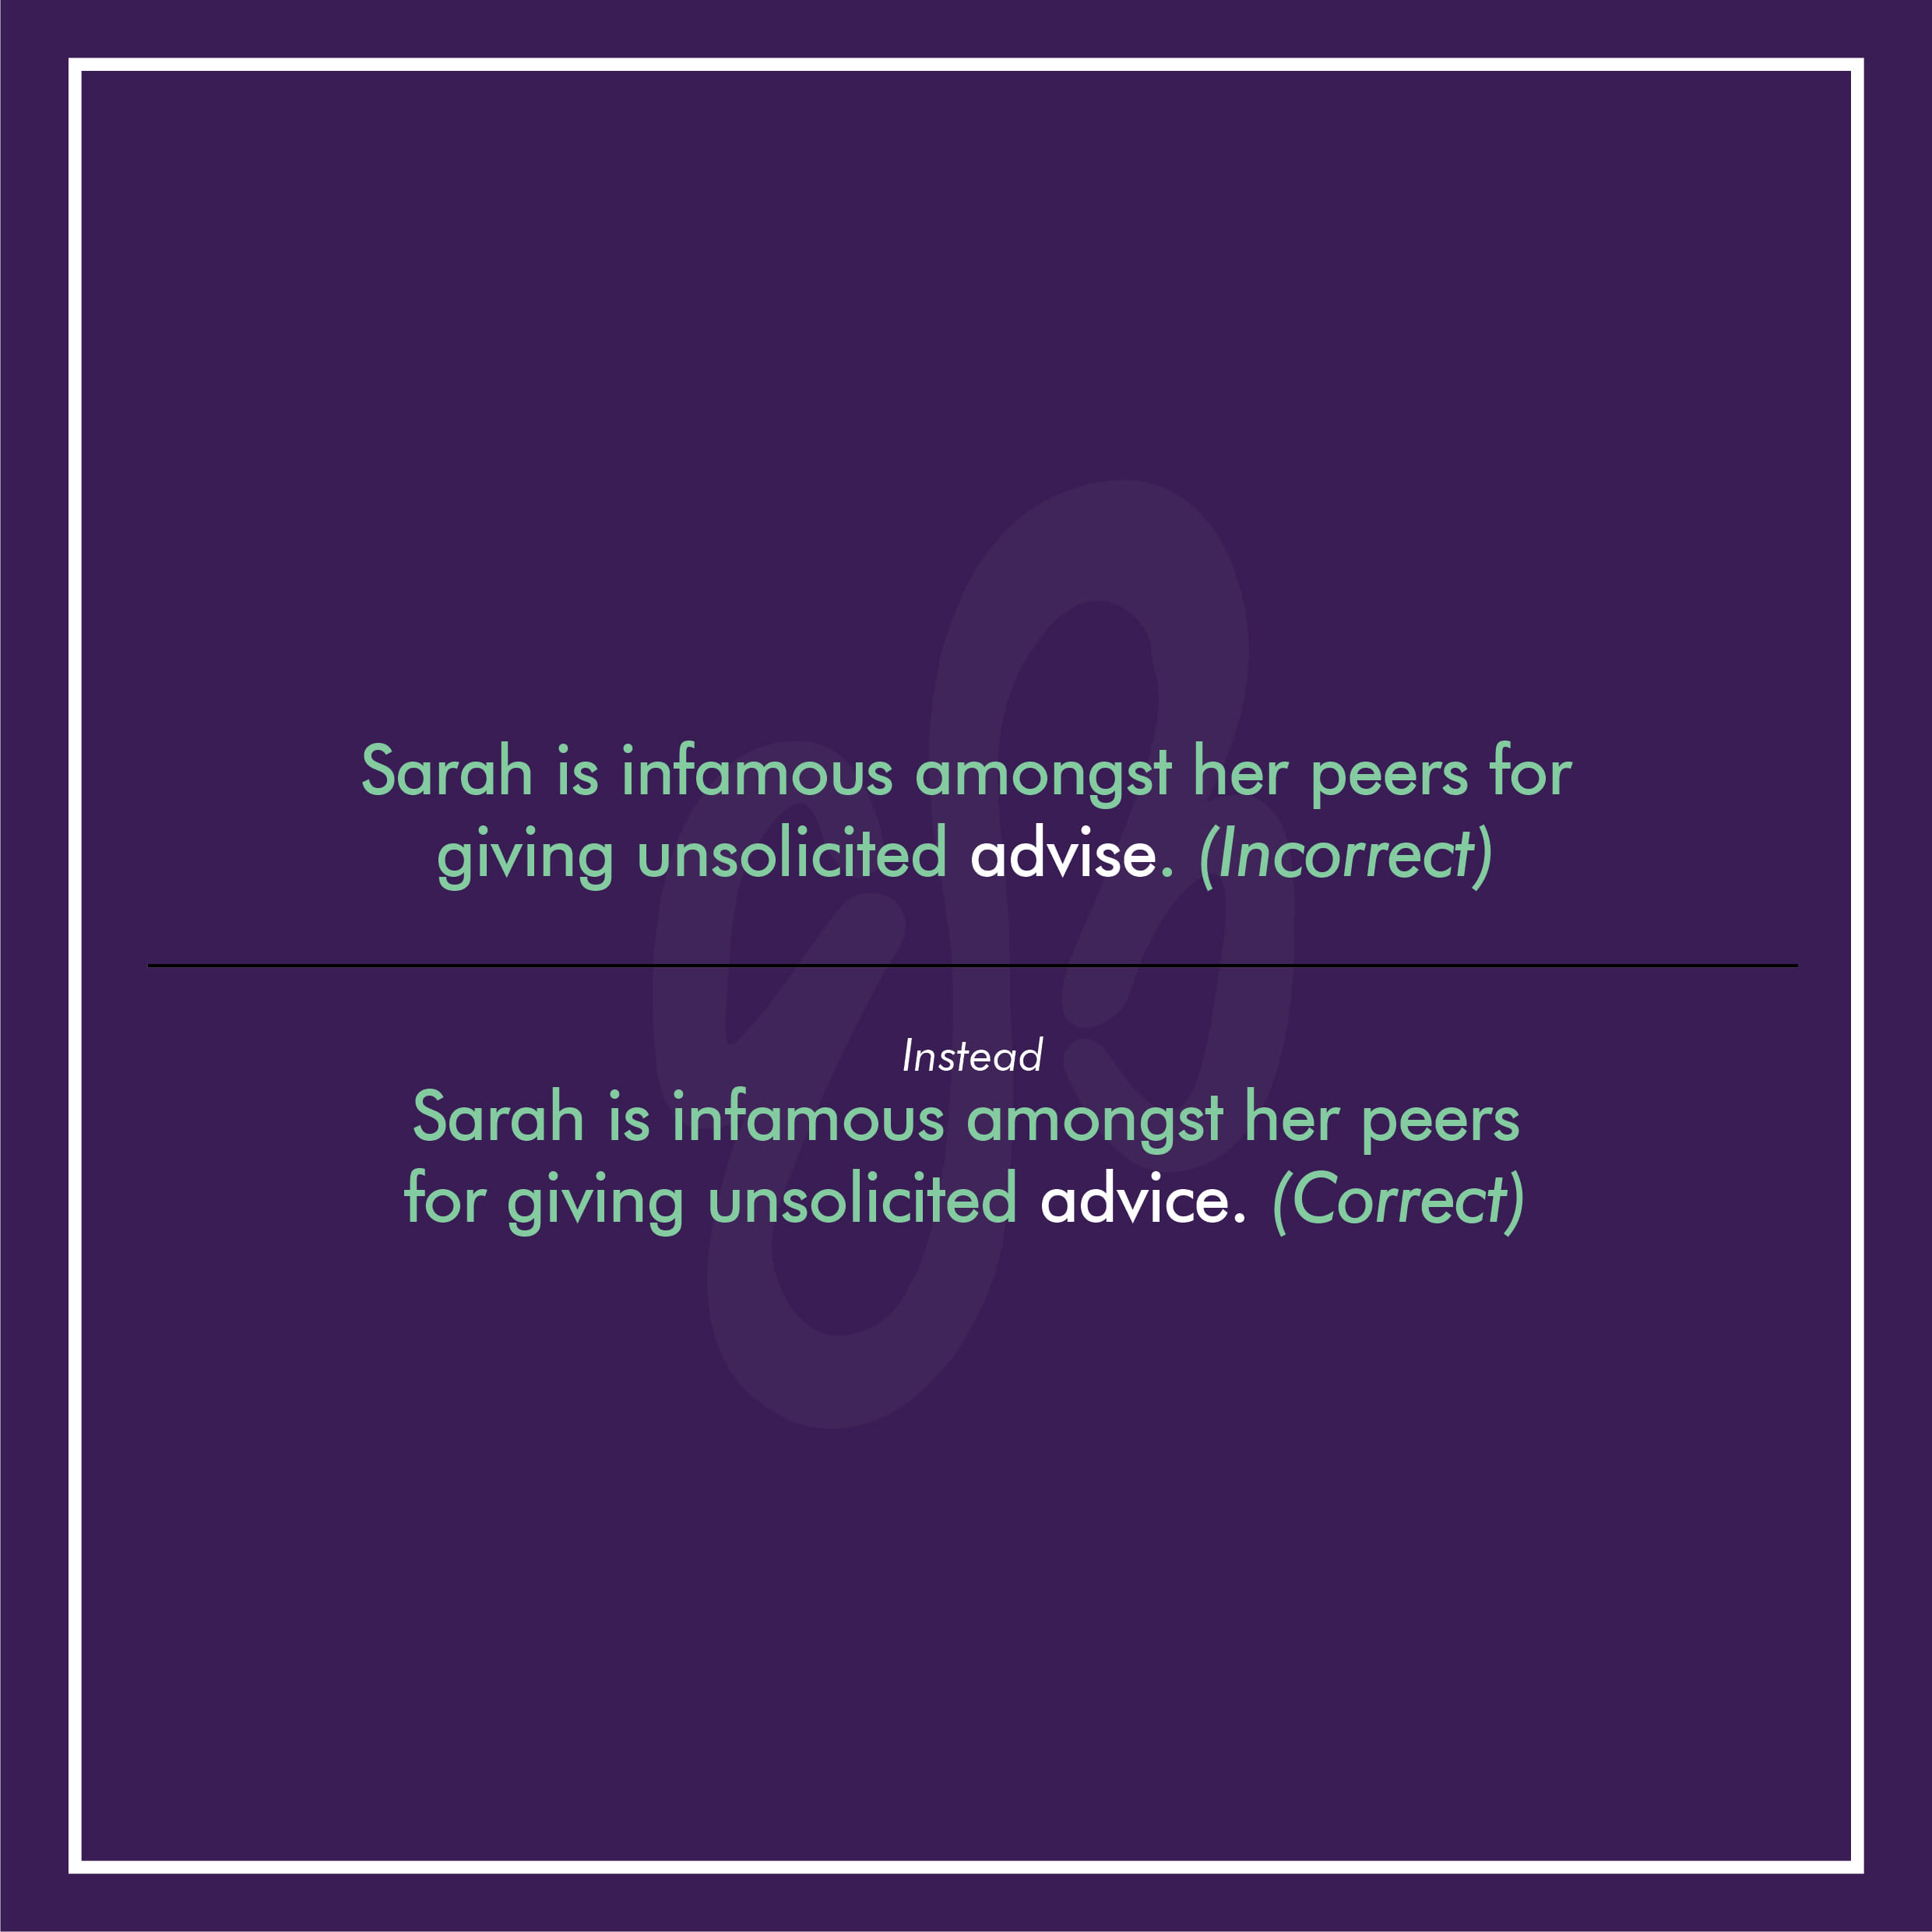 Sarah is infamous amongst her peers for
giving unsolicited advise. (Incorrect)
Instead
Sarah is infamous amongst her peers
for giving unsolicited advice. (Correct)